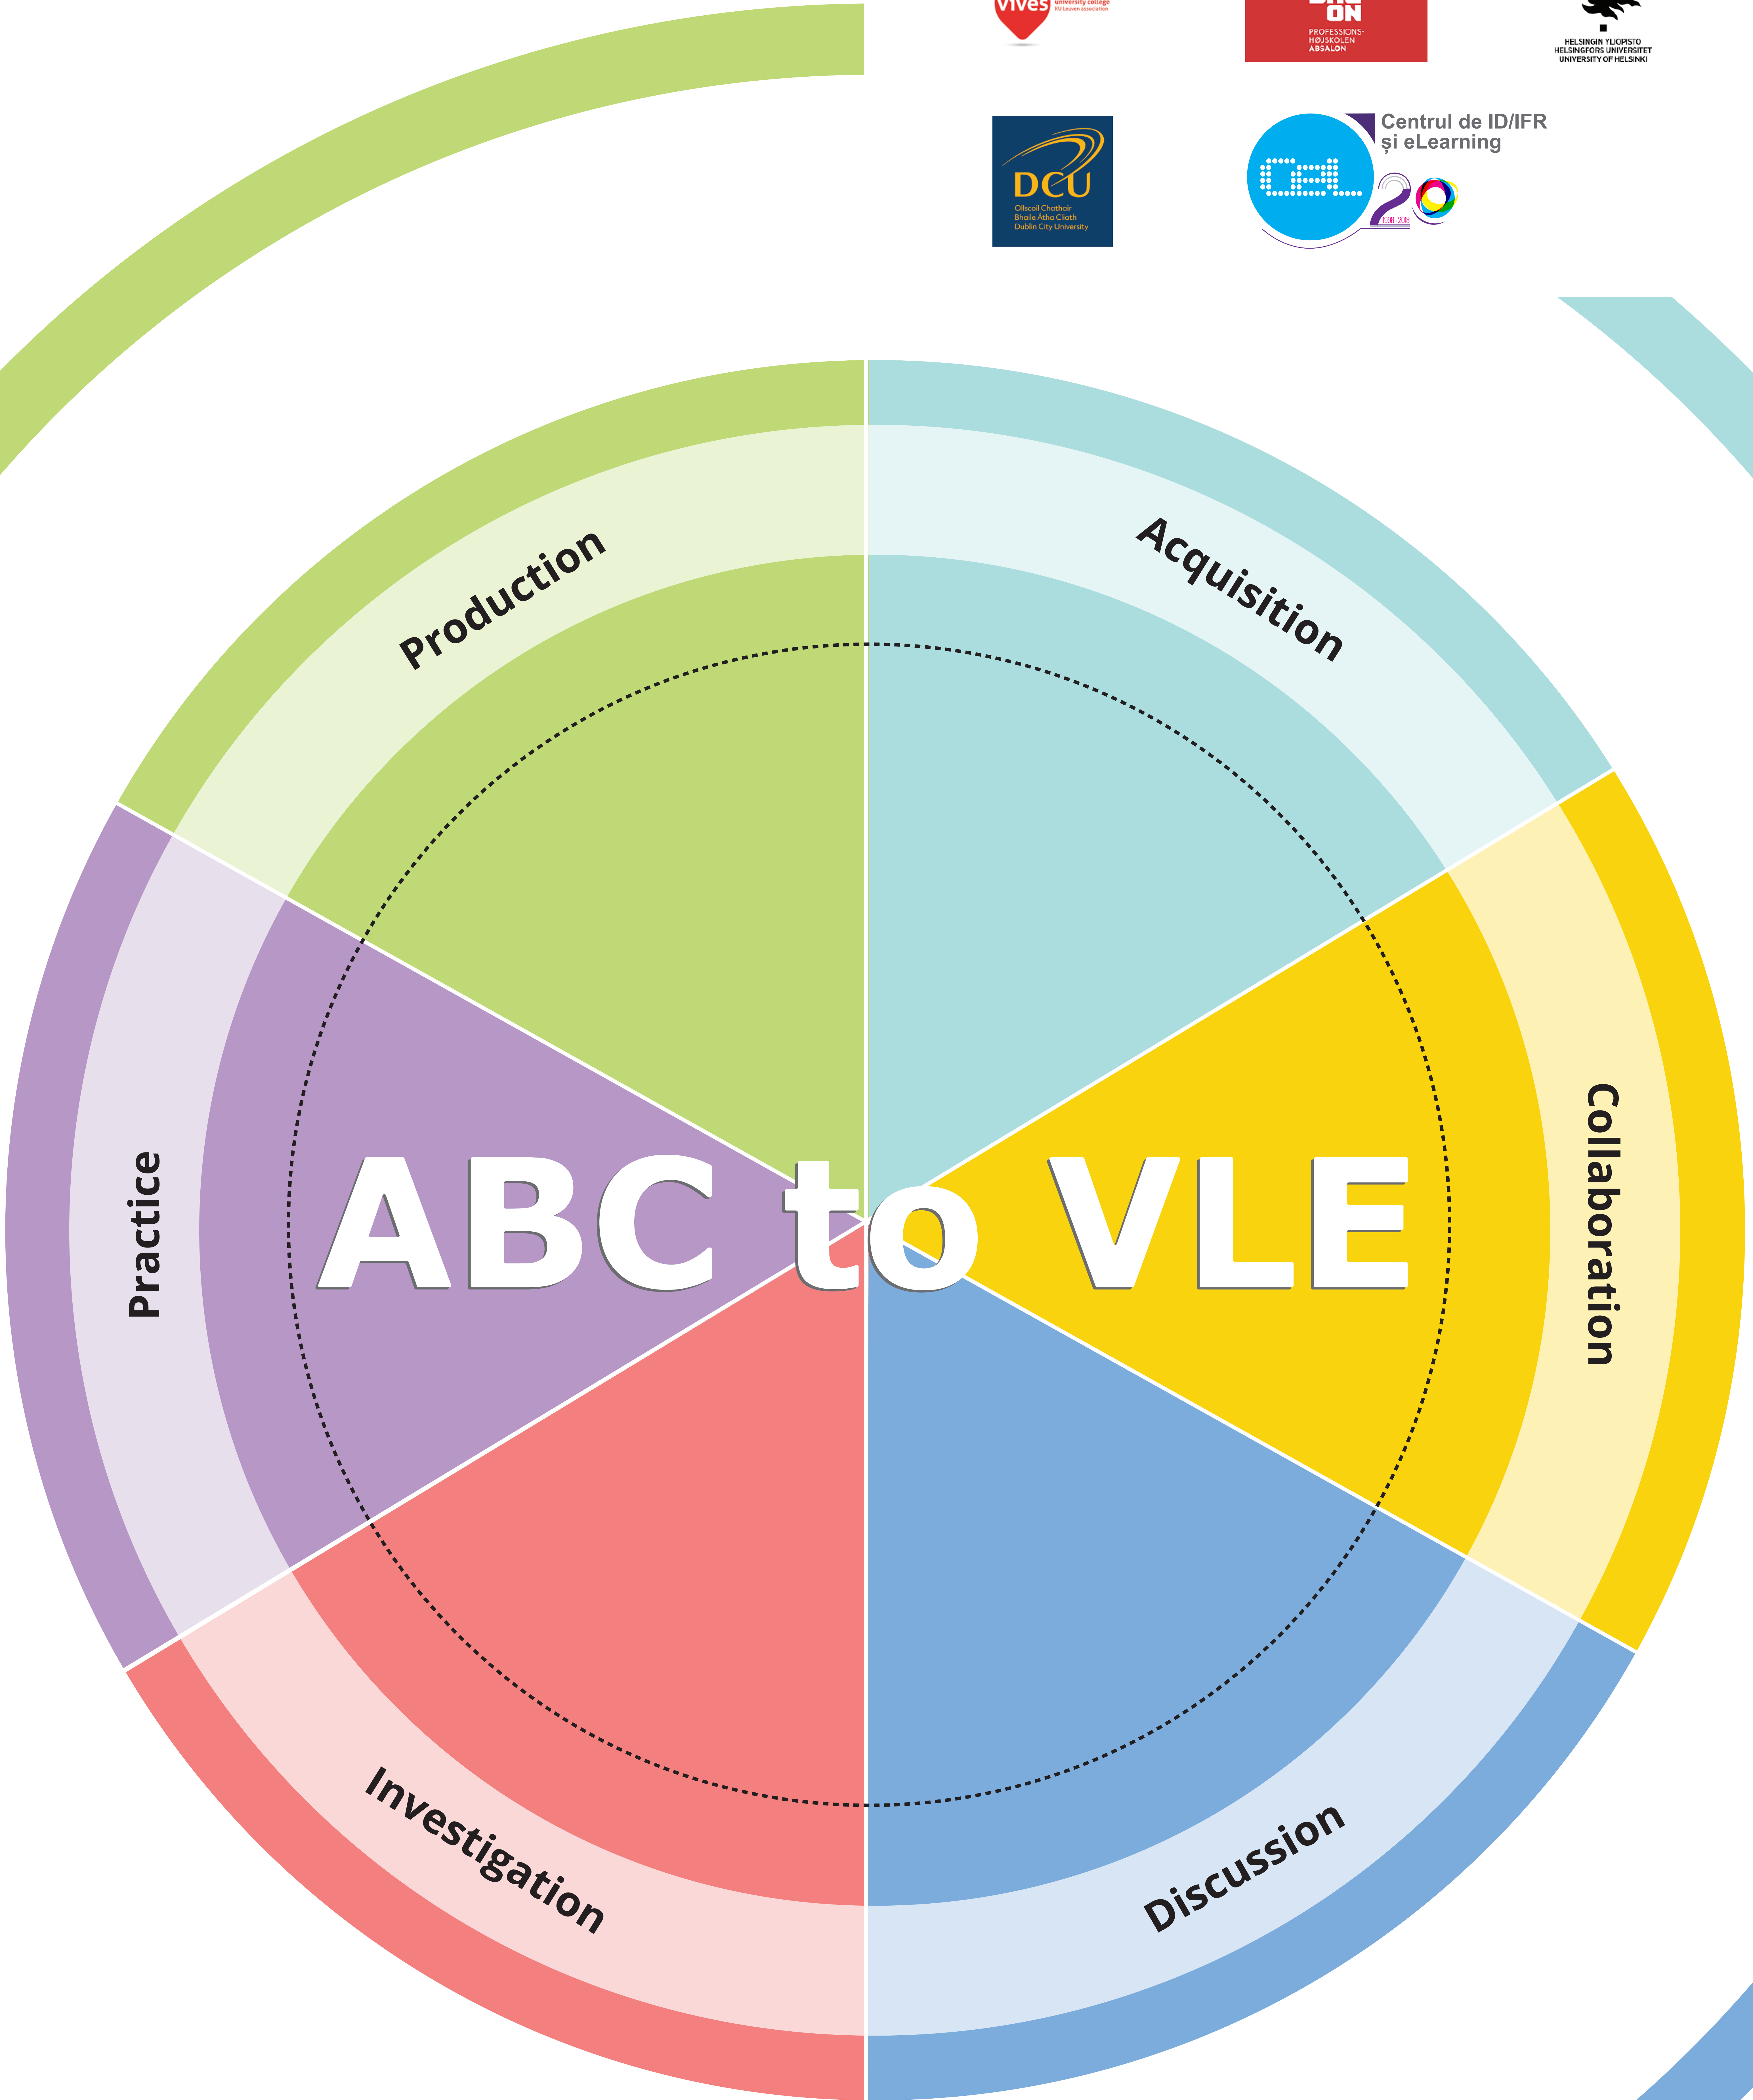 vives
university college
KU Leuven association
ON
PROFESSIONS-
HØJSKOLEN
ABSALON
HELSINGIN YLIOPISTO
HELSINGFORS UNIVERSITET
UNIVERSITY OF HELSINKI
DCU
Ollscoil Chathair
Bhaile Átha Cliath
Dublin City University
Centrul de ID/IFR
și eLearning
20
1998 - 2018
Production
Acquisition
Practice
ABC to VLE
Collaboration
Investigation
Discussion